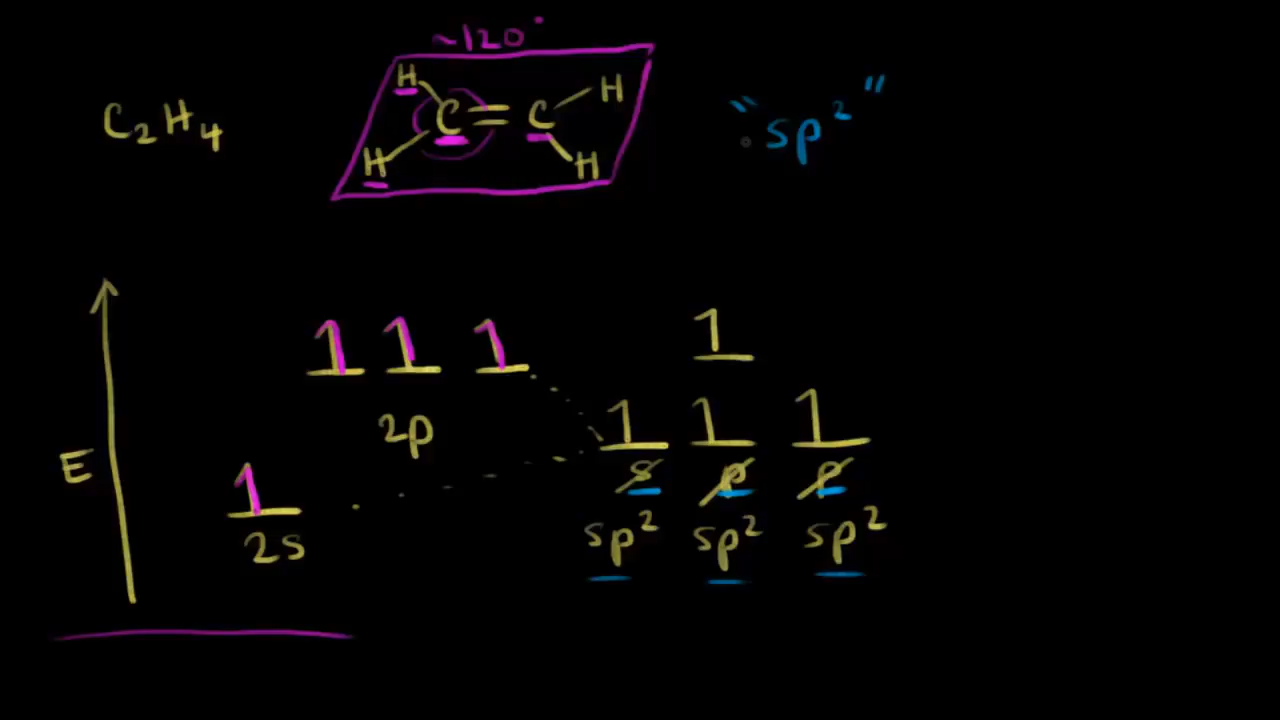 ~120°
H H
C₂H₄ C=C "sp²"
H H
1 1 1 1
2p 1 1 1
E 1 s p p
2s sp² sp² sp²